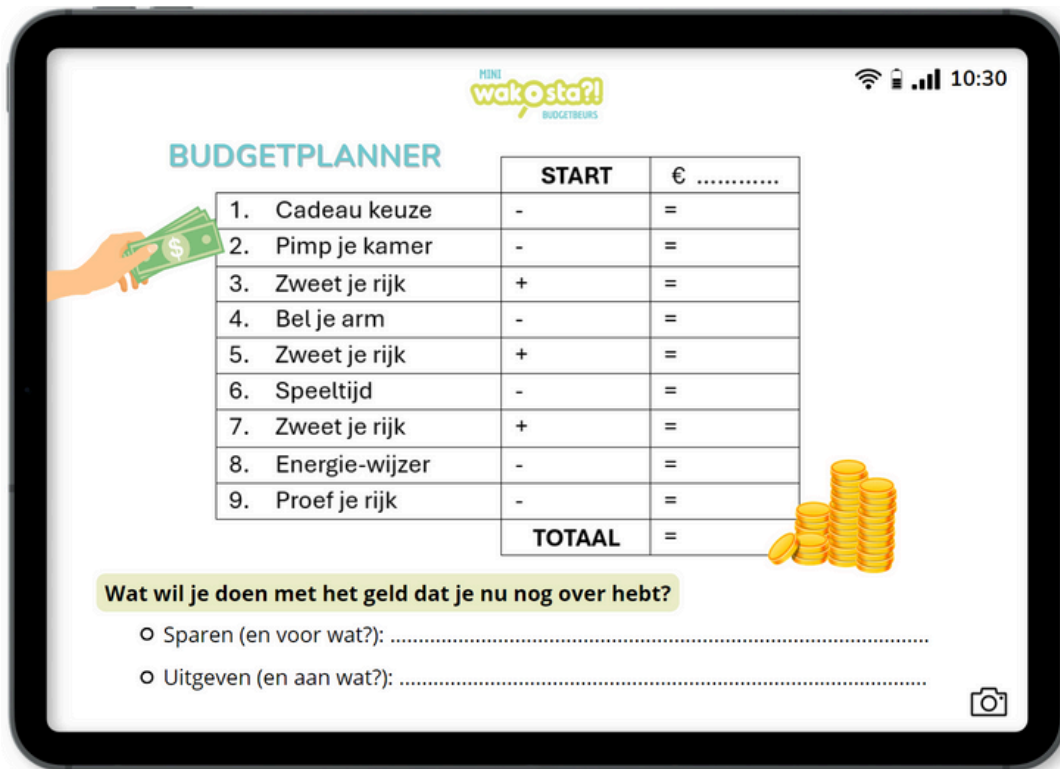 MINI
wakosta?!
BUDGETBEURS
10:30
BUDGETPLANNER
START € ............
1. Cadeau keuze - =
2. Pimp je kamer - =
3. Zweet je rijk + =
4. Bel je arm - =
5. Zweet je rijk + =
6. Speeltijd - =
7. Zweet je rijk + =
8. Energie-wijzer - =
9. Proef je rijk - =
TOTAAL =
$
Wat wil je doen met het geld dat je nu nog over hebt?
Sparen (en voor wat?): ................................................................................................
Uitgeven (en aan wat?): ..............................................................................................